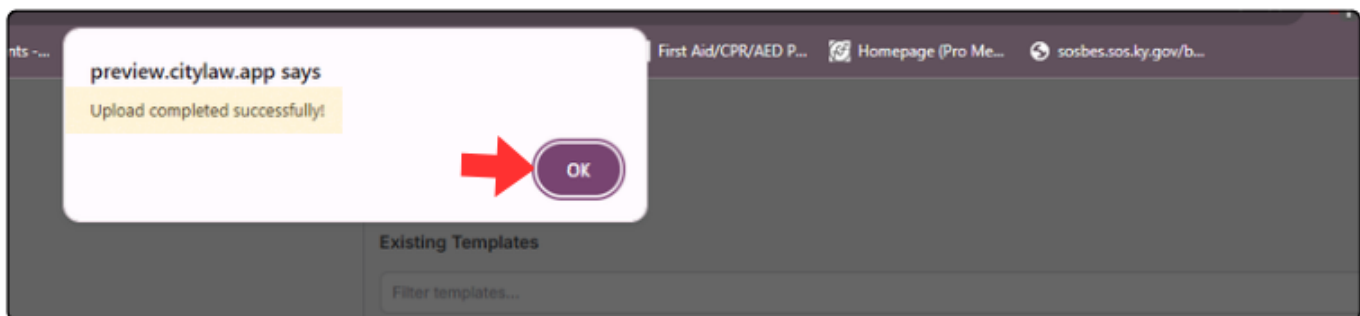 nts -...
First Aid/CPR/AED P...
Homepage (Pro Me...
sosbes.sos.ky.gov/b...
preview.citylaw.app says
Upload completed successfully!
OK
Existing Templates
Filter templates...